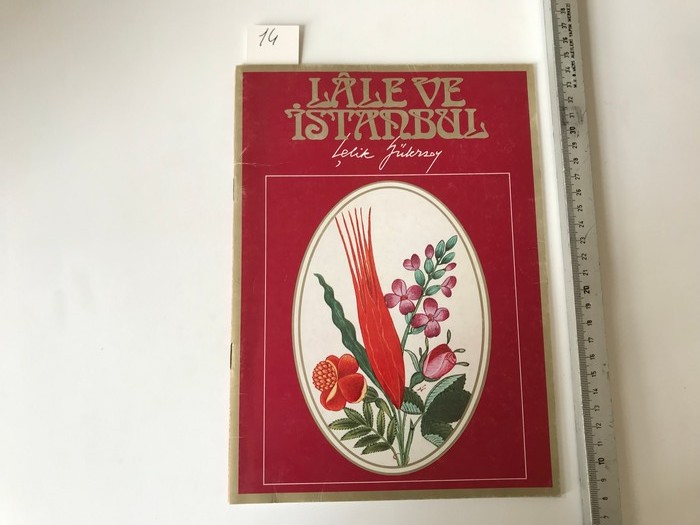 14
LÂLE VE
İSTANBUL
Çelik Gülersoy